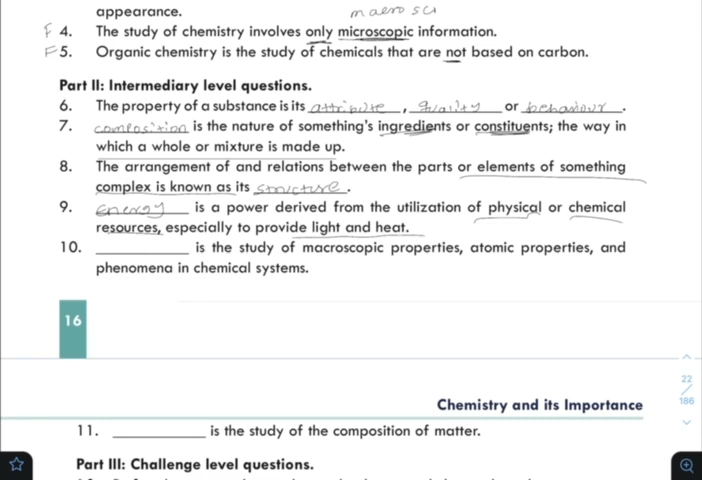 appearance. macro sci
F 4. The study of chemistry involves only microscopic information.
F 5. Organic chemistry is the study of chemicals that are not based on carbon.
Part II: Intermediary level questions.
6. The property of a substance is its attribute, quality or behaviour.
7. composition is the nature of something's ingredients or constituents; the way in
which a whole or mixture is made up.
8. The arrangement of and relations between the parts or elements of something
complex is known as its structure.
9. Energy is a power derived from the utilization of physical or chemical
resources, especially to provide light and heat.
10. __________ is the study of macroscopic properties, atomic properties, and
phenomena in chemical systems.
16
22
/
186
Chemistry and its Importance
11. __________ is the study of the composition of matter.
Part III: Challenge level questions.